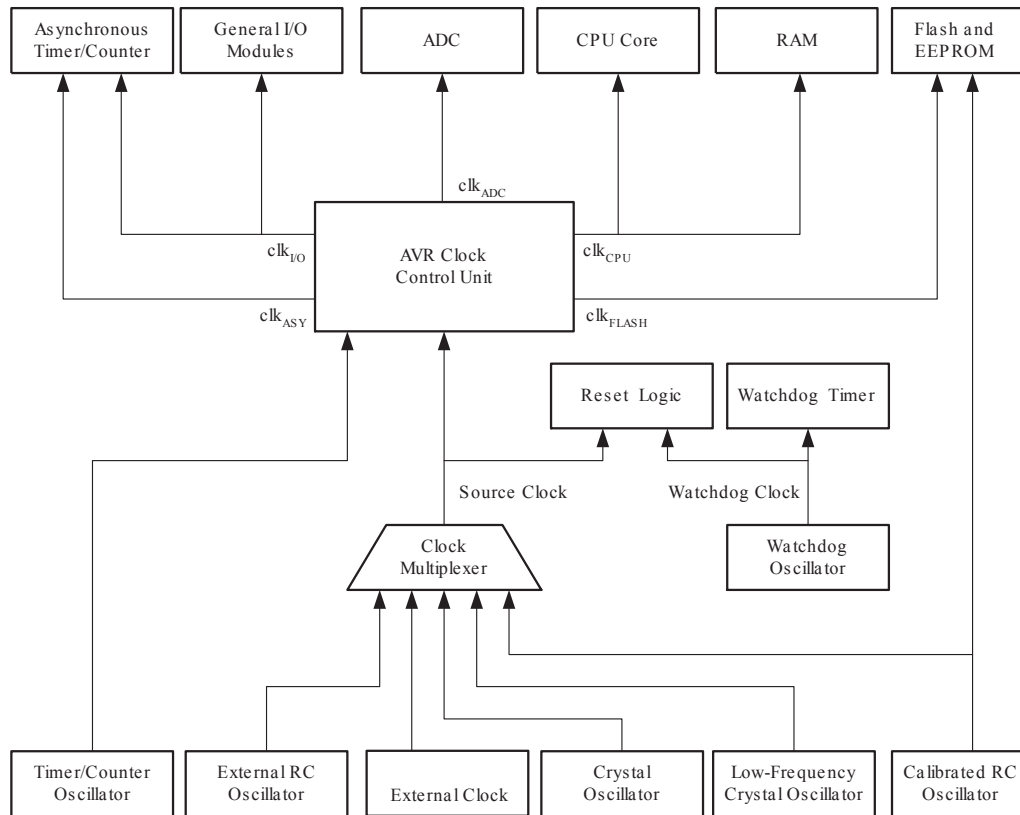 Asynchronous
Timer/Counter
General I/O
Modules
ADC
CPU Core
RAM
Flash and
EEPROM
clkADC
clkI/O
AVR Clock
Control Unit
clkCPU
clkASY
clkFLASH
Reset Logic
Watchdog Timer
Source Clock
Watchdog Clock
Clock
Multiplexer
Watchdog
Oscillator
Timer/Counter
Oscillator
External RC
Oscillator
External Clock
Crystal
Oscillator
Low-Frequency
Crystal Oscillator
Calibrated RC
Oscillator